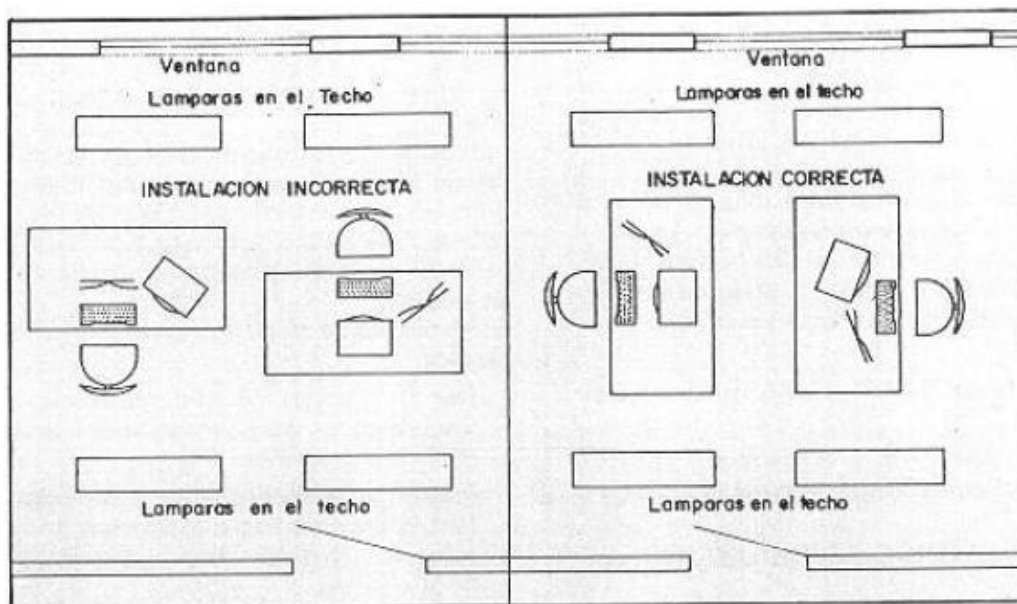 Ventana
Lamparas en el Techo
INSTALACION INCORRECTA
Lamparas en el techo
Ventana
Lamparas en el techo
INSTALACION CORRECTA
Lamparas en el techo